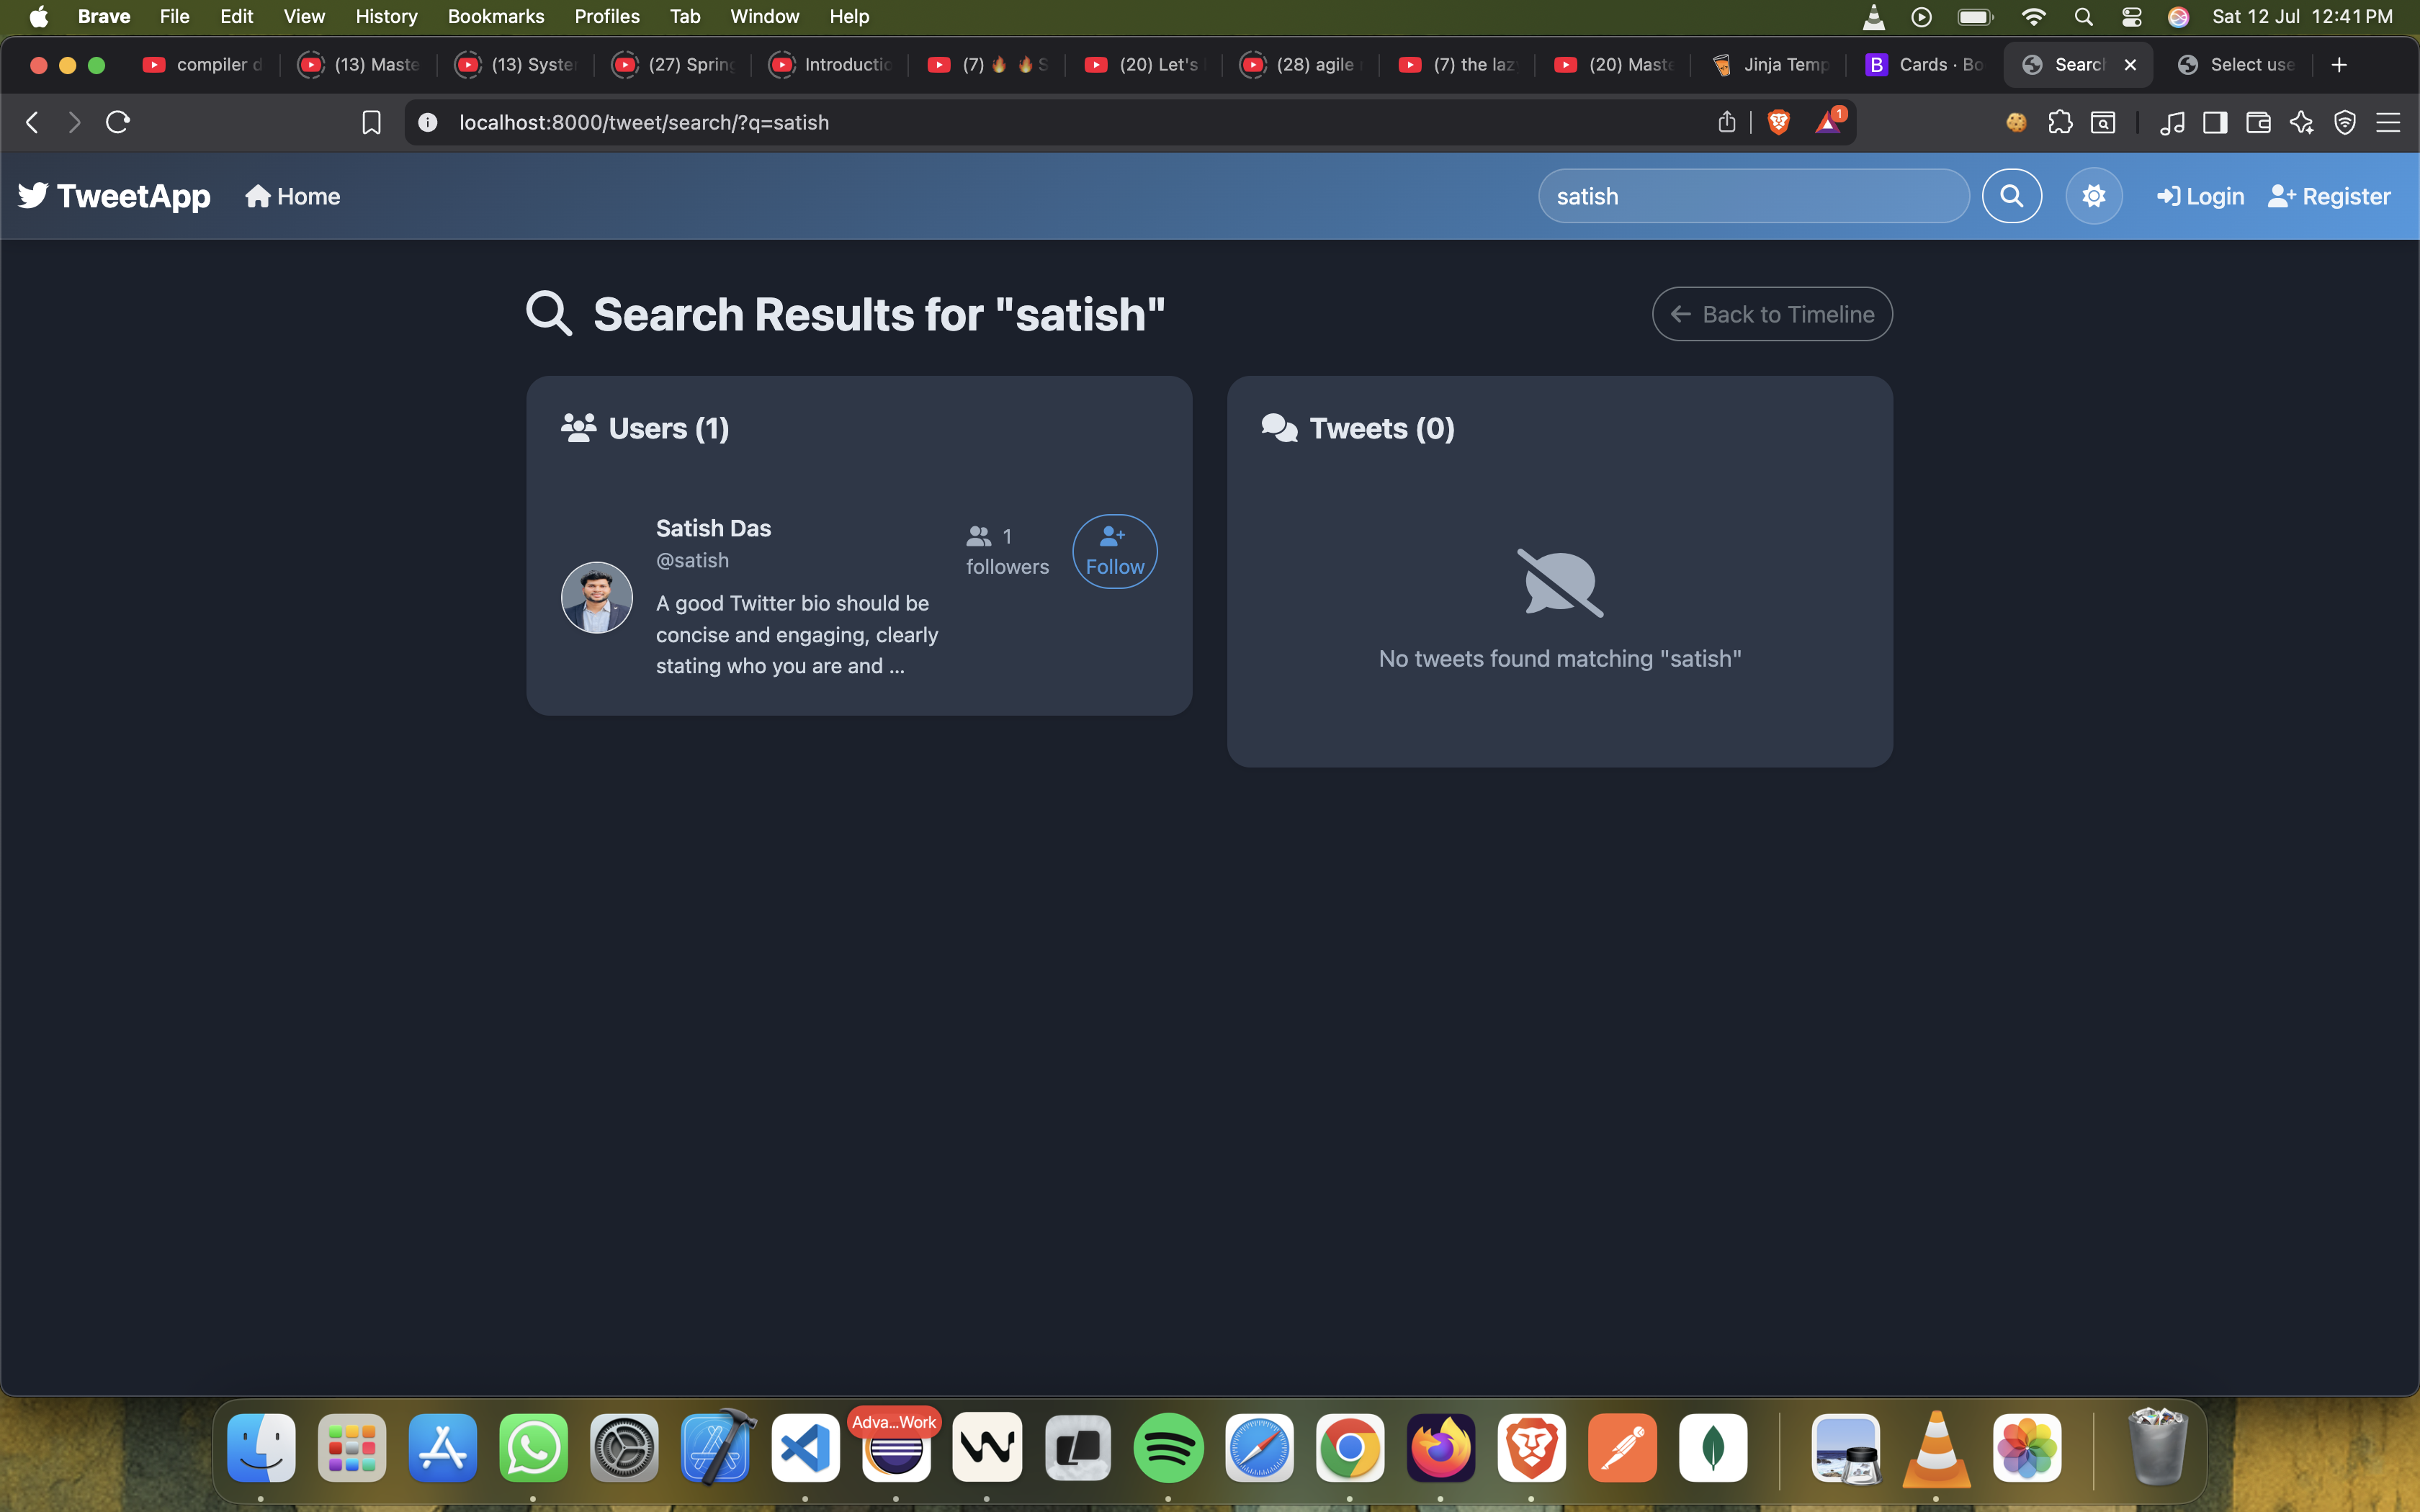 Brave File Edit View History Bookmarks Profiles Tab Window Help Sat 12 Jul 12:41 PM
compiler d (13) Maste (13) Syste (27) Spring Introductio (7) 🔥 🔥 S (20) Let's (28) agile (7) the laz (20) Maste Jinja Temp B Cards · Bo Search Select use
localhost:8000/tweet/search/?q=satish 1
TweetApp Home satish Login Register
Search Results for "satish" Back to Timeline
Users (1)
Satish Das
@satish
A good Twitter bio should be
concise and engaging, clearly
stating who you are and ...
1
followers
Follow
Tweets (0)
No tweets found matching "satish"
Adva...Work